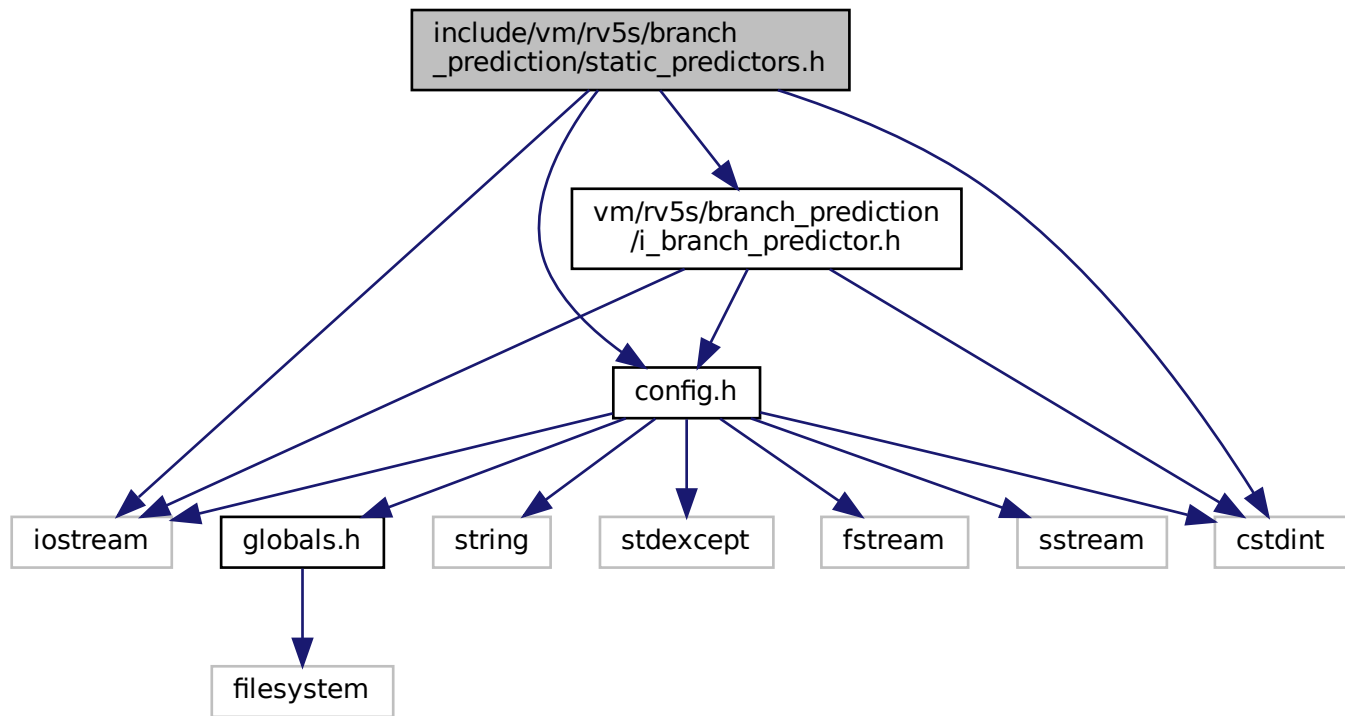 include/vm/rv5s/branch
_prediction/static_predictors.h
vm/rv5s/branch_prediction
/i_branch_predictor.h
config.h
iostream
globals.h
string
stdexcept
fstream
sstream
cstdint
filesystem